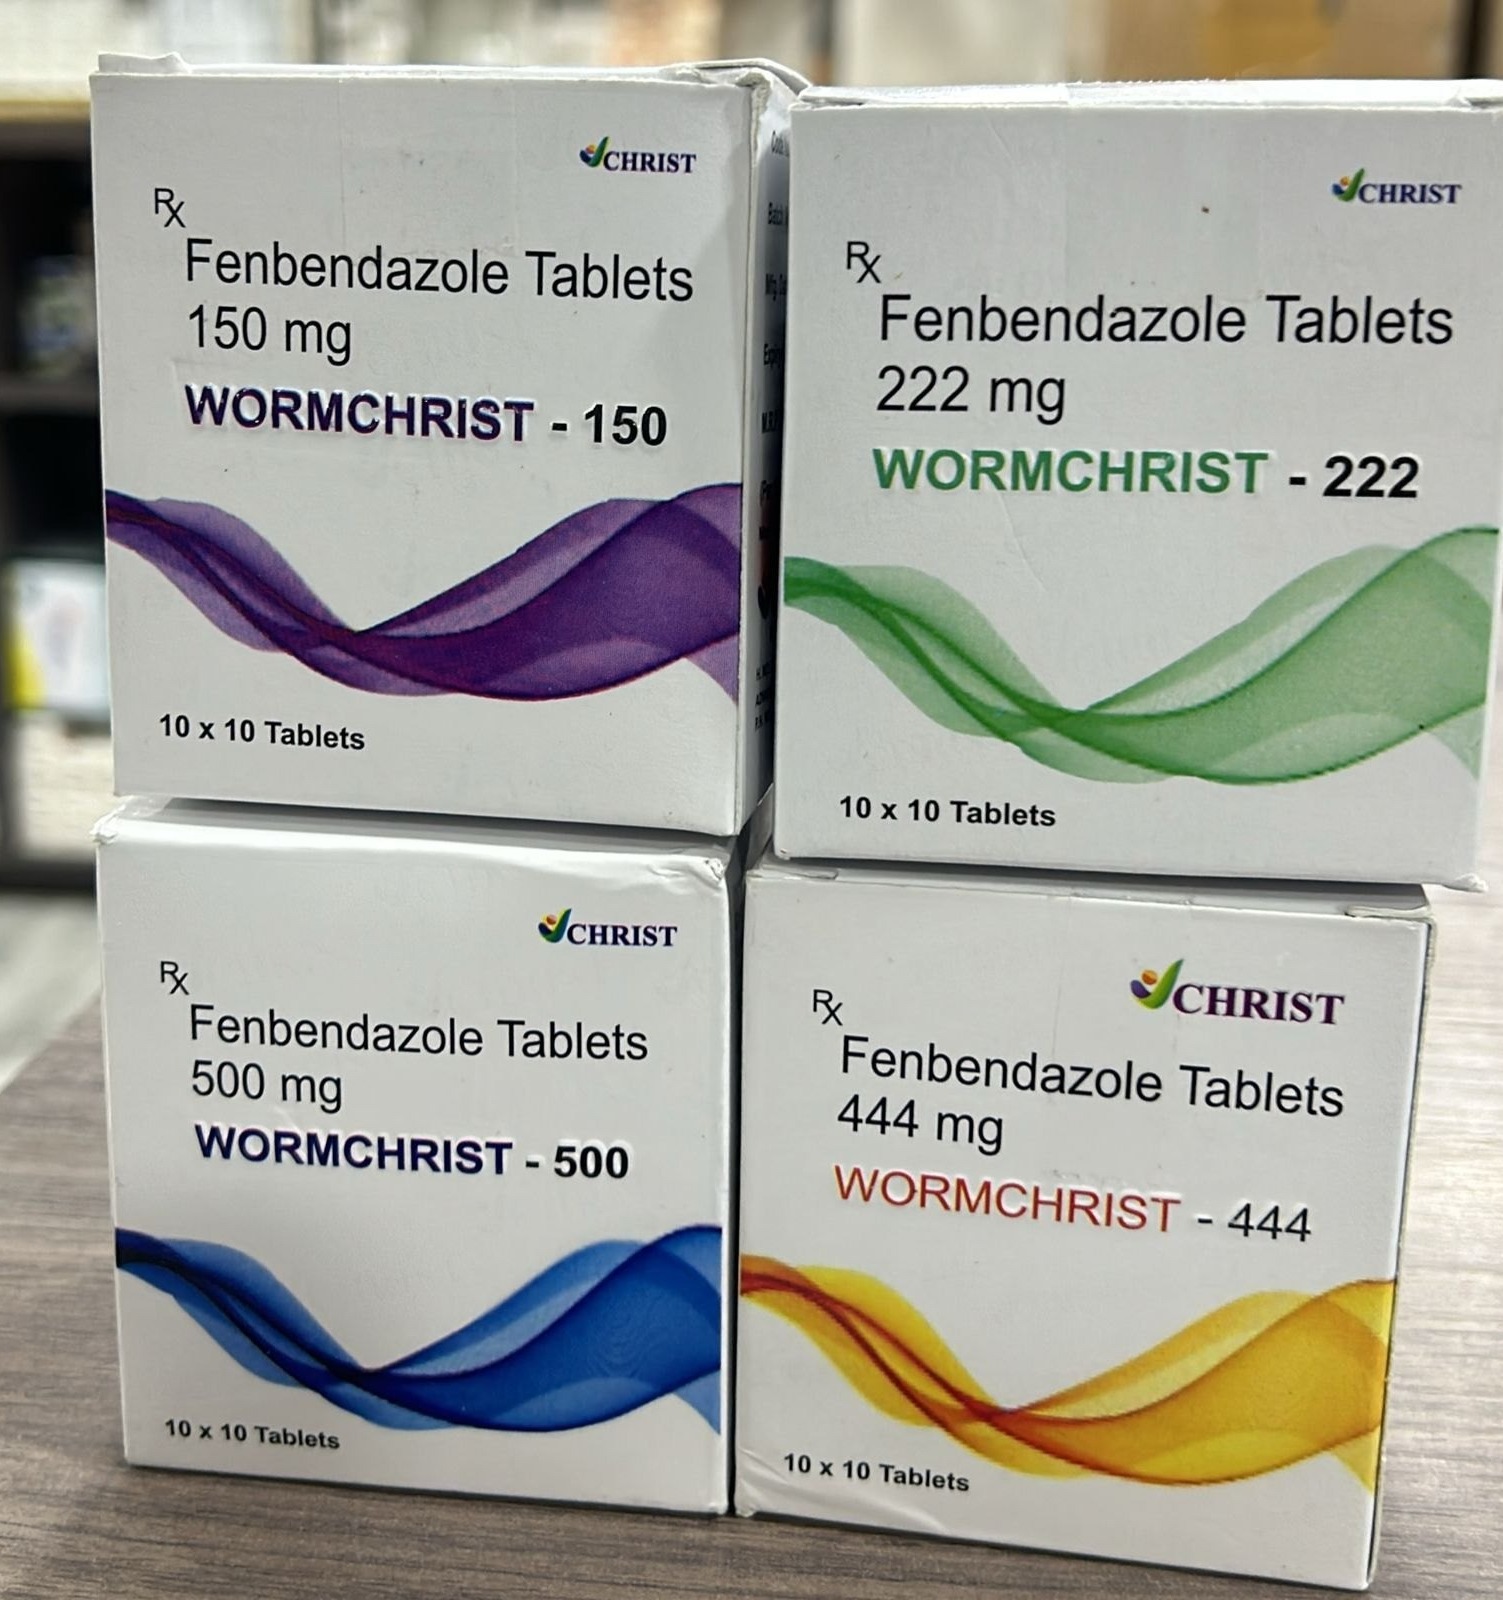 CHRIST
Rx
Fenbendazole Tablets
150 mg
WORMCHRIST - 150
10 x 10 Tablets
CHRIST
Rx
Fenbendazole Tablets
222 mg
WORMCHRIST - 222
10 x 10 Tablets
CHRIST
Rx
Fenbendazole Tablets
500 mg
WORMCHRIST - 500
10 x 10 Tablets
CHRIST
Rx
Fenbendazole Tablets
444 mg
WORMCHRIST - 444
10 x 10 Tablets